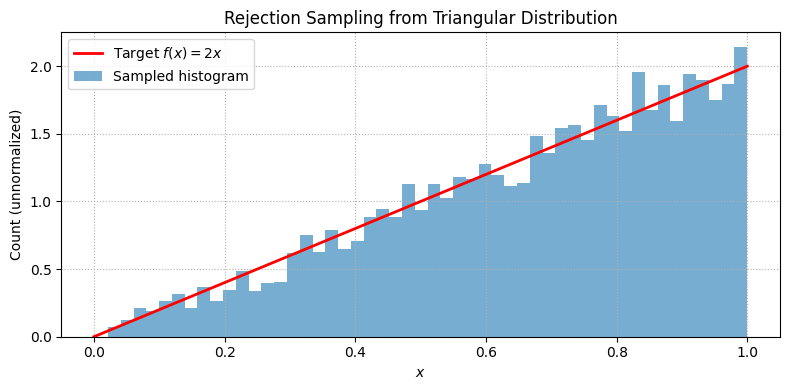 Rejection Sampling from Triangular Distribution
Target f(x) = 2x
Sampled histogram
Count (unnormalized)
2.0
1.5
1.0
0.5
0.0
0.0 0.2 0.4 0.6 0.8 1.0
x